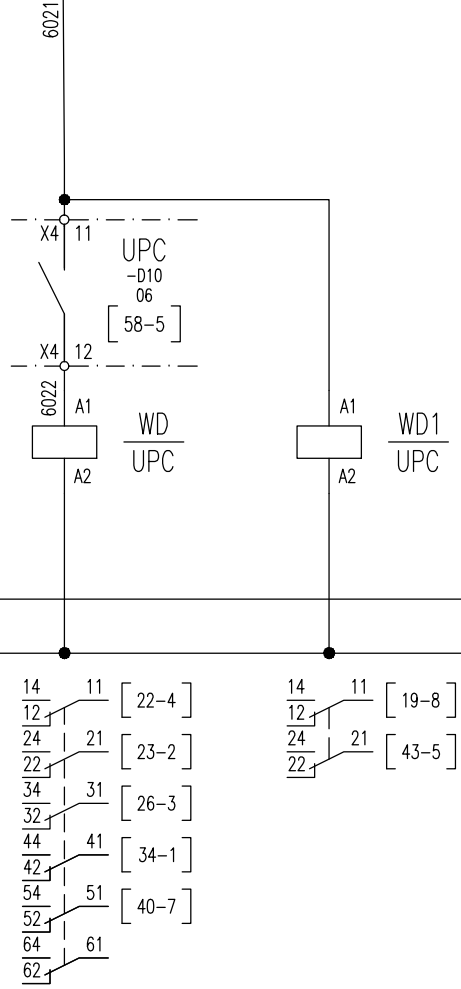 6021
X4 11
UPC
-D10
06
[58-5]
X4 12
6022
A1
WD
UPC
A2
A1
WD1
UPC
A2
14 11 [22-4]
12
24 21 [23-2]
22
34 31 [26-3]
32
44 41 [34-1]
42
54 51 [40-7]
52
64 61
62
14 11 [19-8]
12
24 21 [43-5]
22